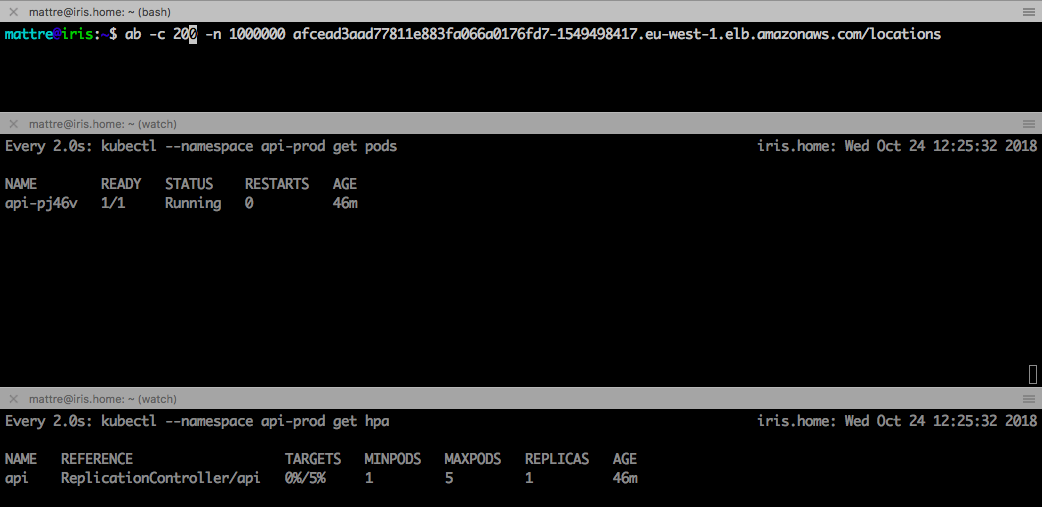 mattre@iris.home: ~ (bash)
mattre@iris:~$ ab -c 200 -n 1000000 afcead3aad77811e883fa066a0176fd7-1549498417.eu-west-1.elb.amazonaws.com/locations
mattre@iris.home: ~ (watch)
Every 2.0s: kubectl --namespace api-prod get pods iris.home: Wed Oct 24 12:25:32 2018
NAME READY STATUS RESTARTS AGE
api-pj46v 1/1 Running 0 46m
mattre@iris.home: ~ (watch)
Every 2.0s: kubectl --namespace api-prod get hpa iris.home: Wed Oct 24 12:25:32 2018
NAME REFERENCE TARGETS MINPODS MAXPODS REPLICAS AGE
api ReplicationController/api 0%/5% 1 5 1 46m